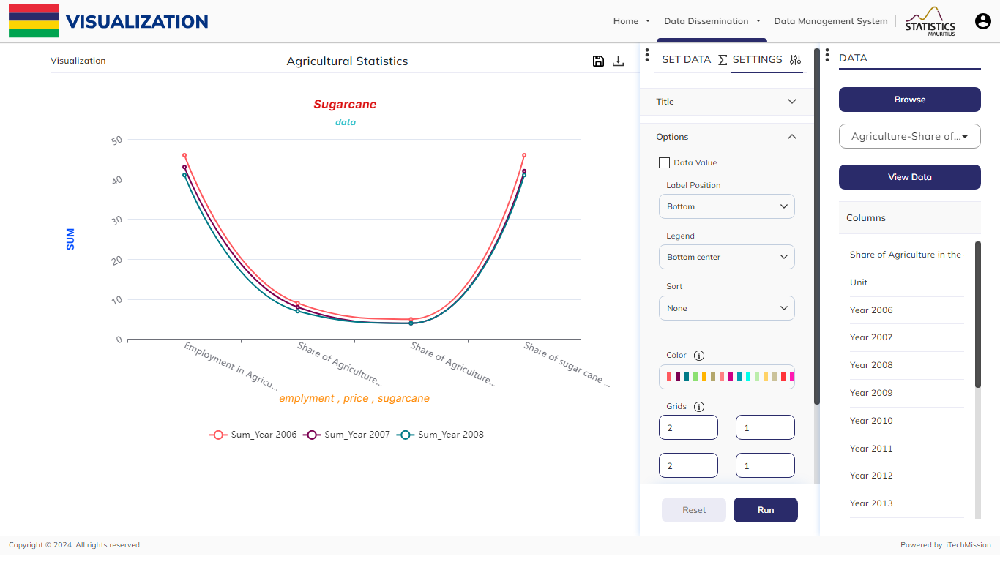 VISUALIZATION
Home
Data Dissemination
Data Management System
STATISTICS
MAURITIUS
Visualization
Agricultural Statistics
Sugarcane
data
50
40
30
20
10
0
SUM
Employment in Agricu...
Share of Agriculture...
Share of Agriculture...
Share of sugar cane ...
emplyment , price , sugarcane
Sum_Year 2006
Sum_Year 2007
Sum_Year 2008
SET DATA
SETTINGS
Title
Options
Data Value
Label Position
Bottom
Legend
Bottom center
Sort
None
Color
Grids
2
1
2
1
Reset
Run
DATA
Browse
Agriculture-Share of...
View Data
Columns
Share of Agriculture in the
Unit
Year 2006
Year 2007
Year 2008
Year 2009
Year 2010
Year 2011
Year 2012
Year 2013
Copyright © 2024. All rights reserved.
Powered by iTechMission